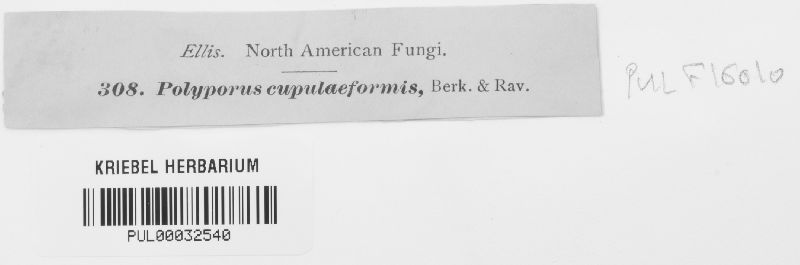 Ellis. North American Fungi.
308. Polyporus cupulaeformis, Berk. & Rav.
PUL F16010
KRIEBEL HERBARIUM
PUL00032540